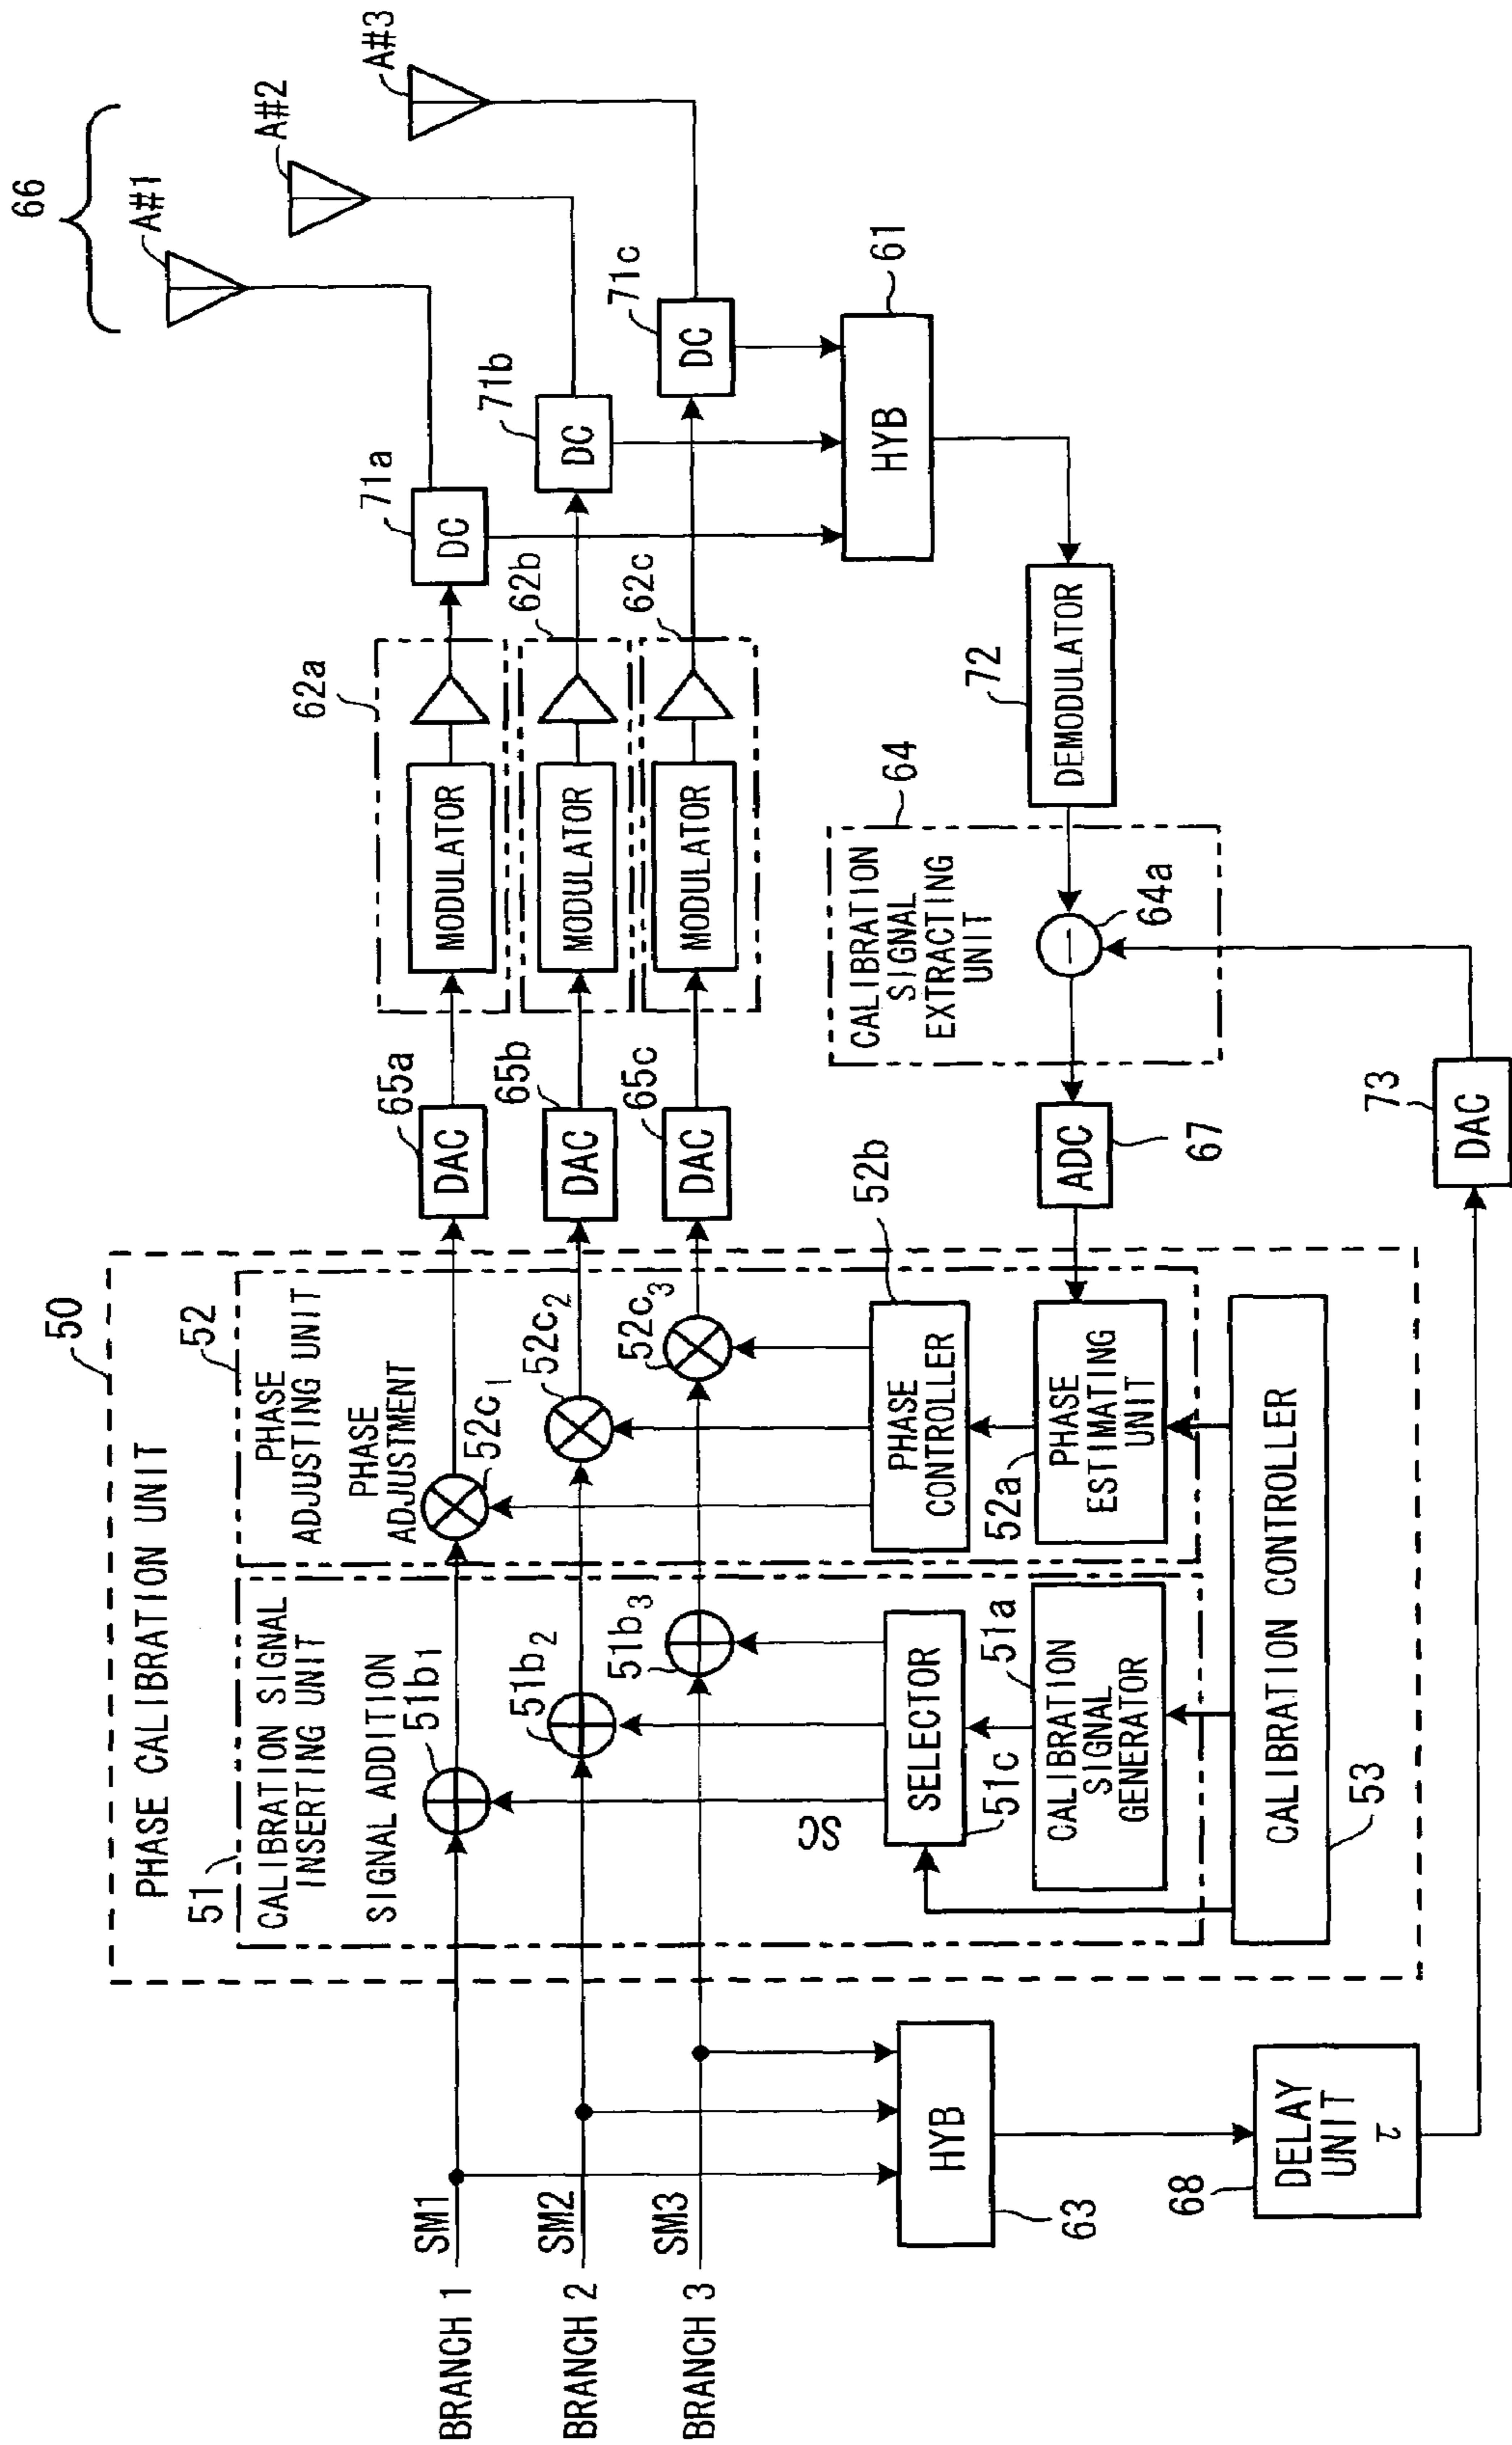 66
A#1
A#2
A#3
50
PHASE CALIBRATION UNIT
51
CALIBRATION SIGNAL
INSERTING UNIT
SIGNAL ADDITION
52
PHASE
ADJUSTING UNIT
PHASE
ADJUSTMENT
BRANCH 1
SM1
51b1
52c1
65a
DAC
62a
MODULATOR
71a
DC
BRANCH 2
SM2
51b2
52c2
65b
DAC
62b
MODULATOR
71b
DC
BRANCH 3
SM3
51b3
52c3
65c
DAC
62c
MODULATOR
71c
DC
SC
SELECTOR
51c
CALIBRATION
SIGNAL
GENERATOR
51a
PHASE
CONTROLLER
52b
PHASE
ESTIMATING
UNIT
52a
CALIBRATION CONTROLLER
53
HYB
61
DEMODULATOR
72
64
CALIBRATION
SIGNAL
EXTRACTING
UNIT
64a
ADC
67
HYB
63
DELAY
UNIT
τ
68
DAC
73